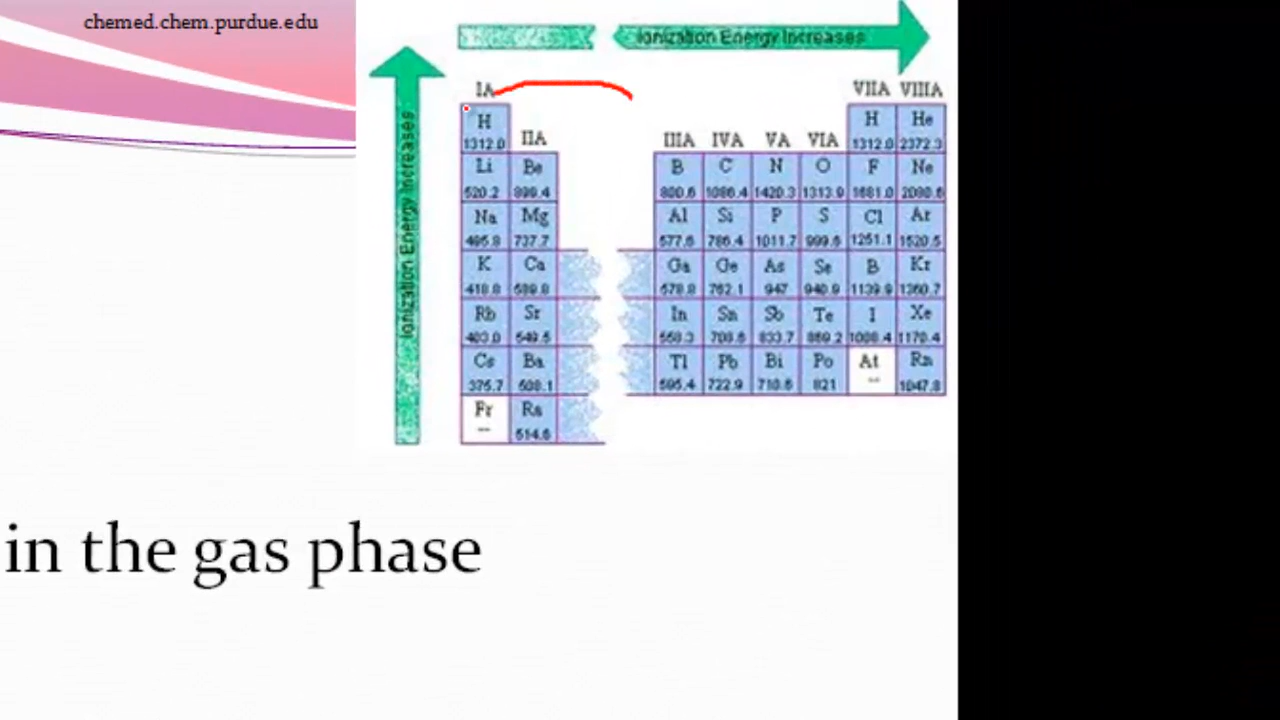 chemed.chem.purdue.edu
Ionization Energy Increases
Ionization Energy Increases
IA VIIA VIIIA
H H He
1312.0 1312.0 2372.3
IIA IIIA IVA VA VIA
Li Be B C N O F Ne
520.2 899.4 800.6 1086.4 1420.3 1313.9 1681.0 2080.6
Na Mg Al Si P S Cl Ar
495.8 737.7 577.6 786.4 1011.7 999.6 1251.1 1520.5
K Ca Ga Ge As Se B Kr
418.8 589.8 578.8 762.1 947 940.9 1139.9 1350.7
Rb Sr In Sn Sb Te I Xe
403.0 549.5 558.3 708.6 833.7 869.2 1008.4 1170.4
Cs Ba Tl Pb Bi Po At Rn
375.7 508.1 595.4 722.9 710.6 821 -- 1047.8
Fr Ra
-- 514.6
in the gas phase